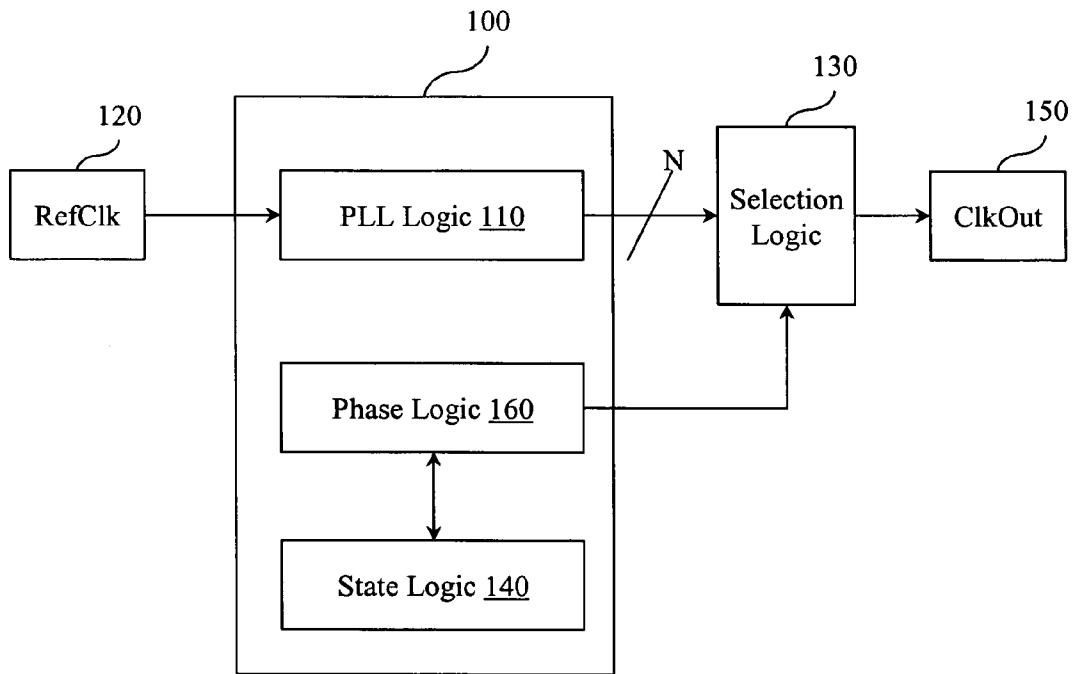 100
120
130
150
RefClk
PLL Logic 110
N
Selection
Logic
ClkOut
Phase Logic 160
State Logic 140